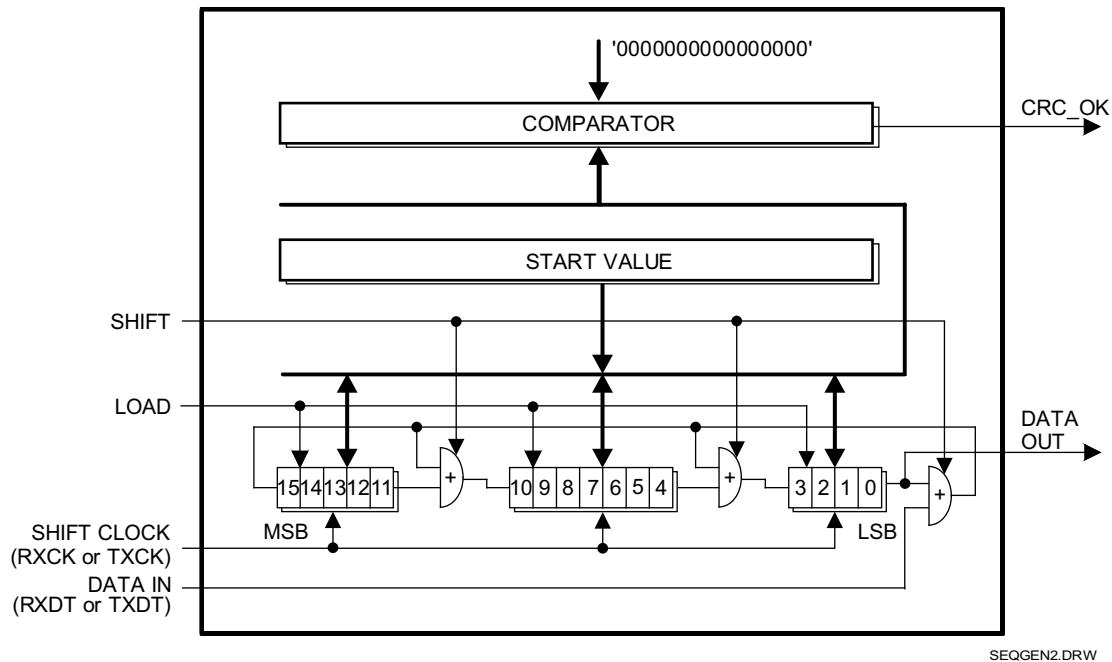 '0000000000000000'
COMPARATOR
CRC_OK
START VALUE
SHIFT
LOAD
DATA
OUT
+
+
15 14 13 12 11
10 9 8 7 6 5 4
3 2 1 0
+
MSB
LSB
SHIFT CLOCK
(RXCK or TXCK)
DATA IN
(RXDT or TXDT)
SEQGEN2.DRW